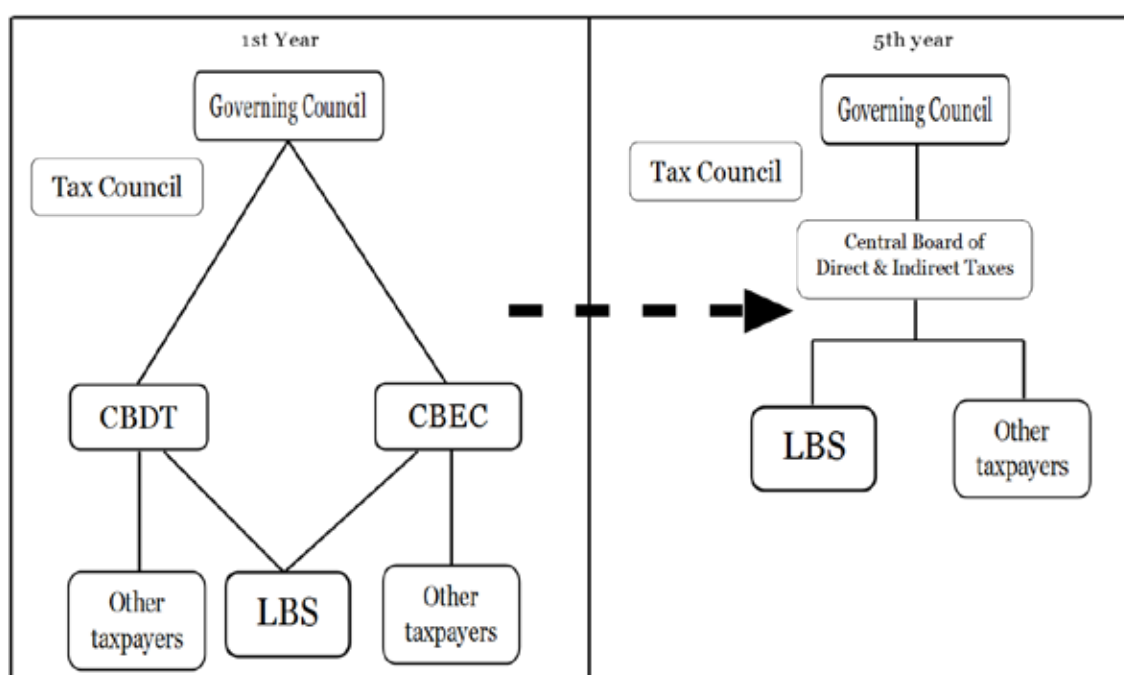 1st Year
Governing Council
Tax Council
CBDT
CBEC
Other
taxpayers
LBS
Other
taxpayers
5th year
Governing Council
Tax Council
Central Board of
Direct & Indirect Taxes
LBS
Other
taxpayers